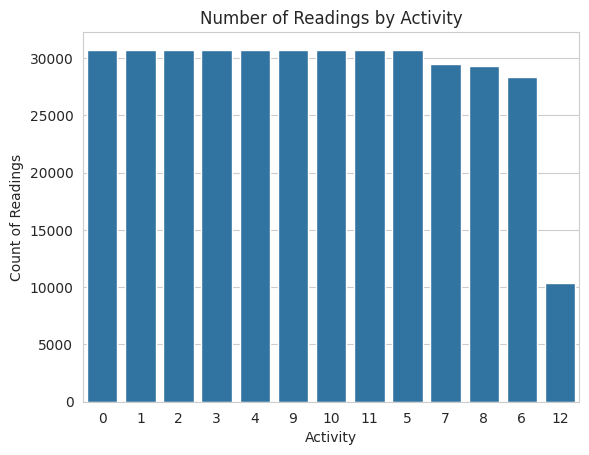 Number of Readings by Activity
Count of Readings
30000
25000
20000
15000
10000
5000
0
0 1 2 3 4 9 10 11 5 7 8 6 12
Activity